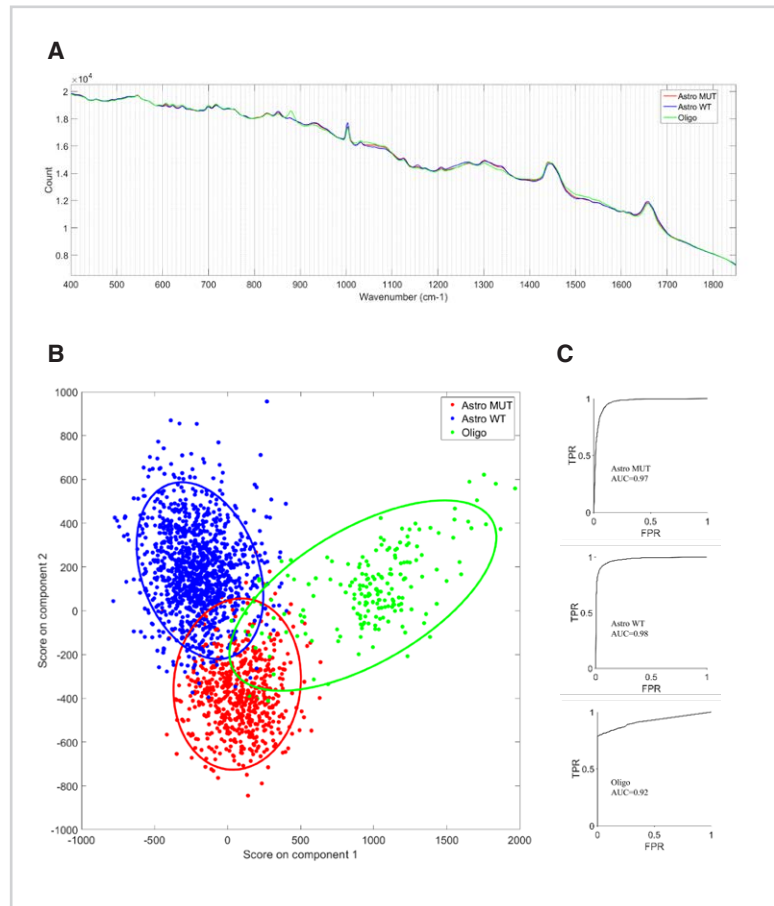 A
×10⁴
2
1.8
1.6
1.4
1.2
1
0.8
Count
400 500 600 700 800 900 1000 1100 1200 1300 1400 1500 1600 1700 1800
Wavenumber (cm-1)
Astro MUT
Astro WT
Oligo
B
1000
800
600
400
200
0
-200
-400
-600
-800
-1000
Score on component 2
-1000 -500 0 500 1000 1500 2000
Score on component 1
Astro MUT
Astro WT
Oligo
C
1
0.5
0
TPR
Astro MUT
AUC=0.97
0 0.5 1
FPR
1
0.5
0
TPR
Astro WT
AUC=0.98
0 0.5 1
FPR
1
0.5
0
TPR
Oligo
AUC=0.92
0 0.5 1
FPR